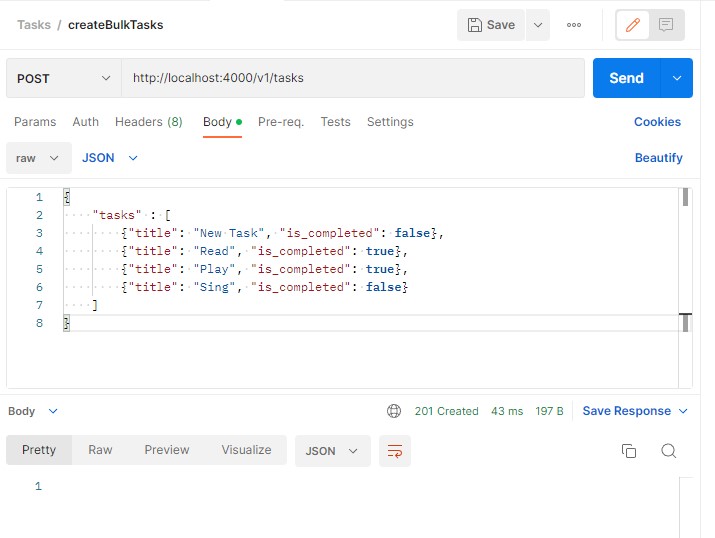 Tasks / createBulkTasks Save
POST http://localhost:4000/v1/tasks Send
Params Auth Headers (8) Body Pre-req. Tests Settings Cookies
raw JSON Beautify
1 {
2 "tasks" : [
3 {"title": "New Task", "is_completed": false},
4 {"title": "Read", "is_completed": true},
5 {"title": "Play", "is_completed": true},
6 {"title": "Sing", "is_completed": false}
7 ]
8 }
Body 201 Created 43 ms 197 B Save Response
Pretty Raw Preview Visualize JSON
1